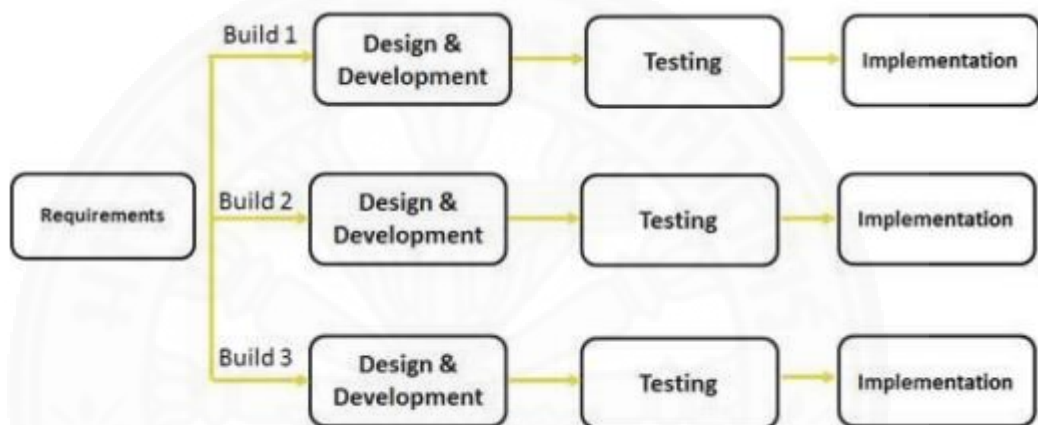 Build 1
Design &
Development
Testing
Implementation
Requirements
Build 2
Design &
Development
Testing
Implementation
Build 3
Design &
Development
Testing
Implementation